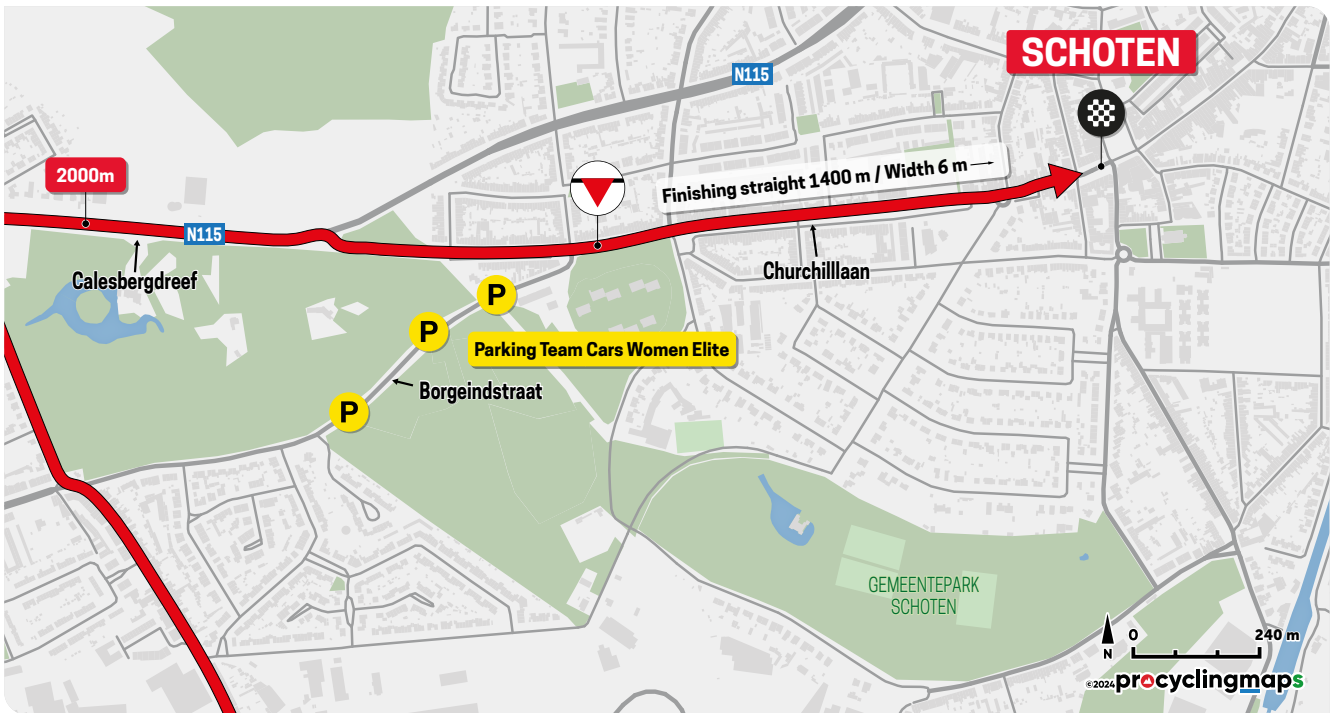 SCHOTEN
N115
2000m
Finishing straight 1400 m / Width 6 m
N115
Calesbergdreef
Churchilllaan
P
P
Parking Team Cars Women Elite
Borgeindstraat
P
GEMEENTEPARK
SCHOTEN
0 240 m
N
©2024 procyclingmaps